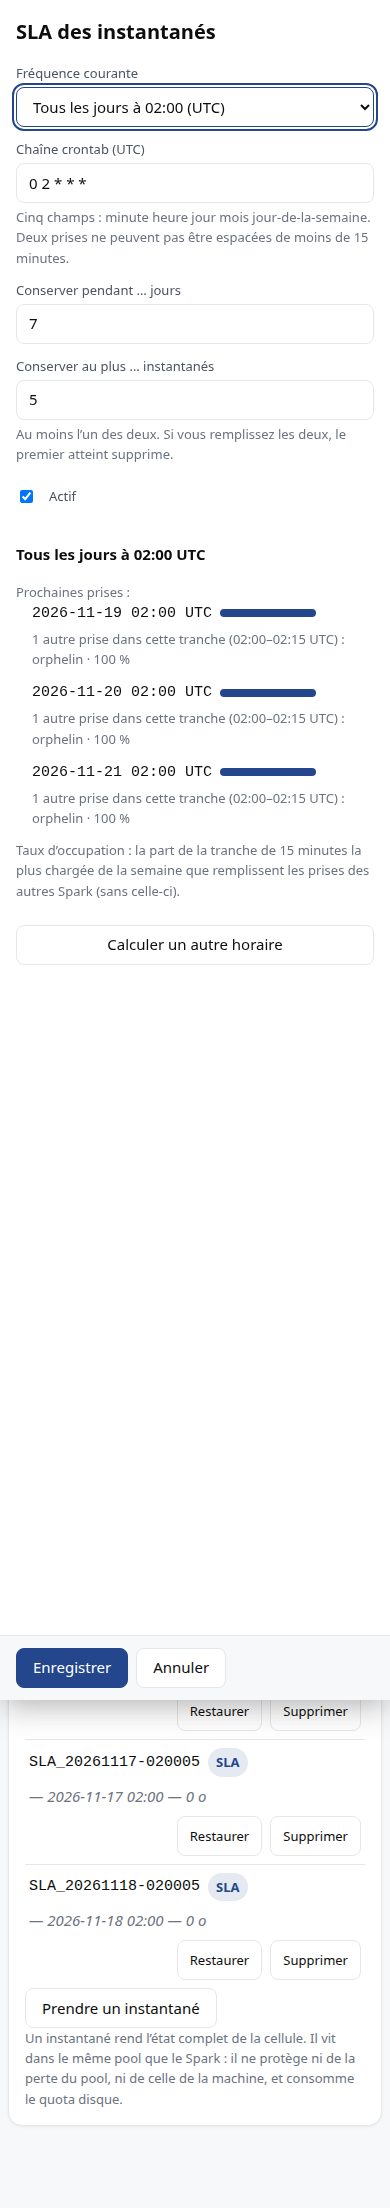 SLA des instantanés
Fréquence courante
Tous les jours à 02:00 (UTC)
Chaîne crontab (UTC)
0 2 * * *
Cinq champs : minute heure jour mois jour-de-la-semaine.
Deux prises ne peuvent pas être espacées de moins de 15
minutes.
Conserver pendant … jours
7
Conserver au plus … instantanés
5
Au moins l’un des deux. Si vous remplissez les deux, le
premier atteint supprime.
Actif
Tous les jours à 02:00 UTC
Prochaines prises :
2026-11-19 02:00 UTC
1 autre prise dans cette tranche (02:00–02:15 UTC) :
orphelin · 100 %
2026-11-20 02:00 UTC
1 autre prise dans cette tranche (02:00–02:15 UTC) :
orphelin · 100 %
2026-11-21 02:00 UTC
1 autre prise dans cette tranche (02:00–02:15 UTC) :
orphelin · 100 %
Taux d’occupation : la part de la tranche de 15 minutes la
plus chargée de la semaine que remplissent les prises des
autres Spark (sans celle-ci).
Calculer un autre horaire
Enregistrer Annuler
Restaurer Supprimer
SLA_20261117-020005 SLA
— 2026-11-17 02:00 — 0 o
Restaurer Supprimer
SLA_20261118-020005 SLA
— 2026-11-18 02:00 — 0 o
Restaurer Supprimer
Prendre un instantané
Un instantané rend l’état complet de la cellule. Il vit
dans le même pool que le Spark : il ne protège ni de la
perte du pool, ni de celle de la machine, et consomme
le quota disque.